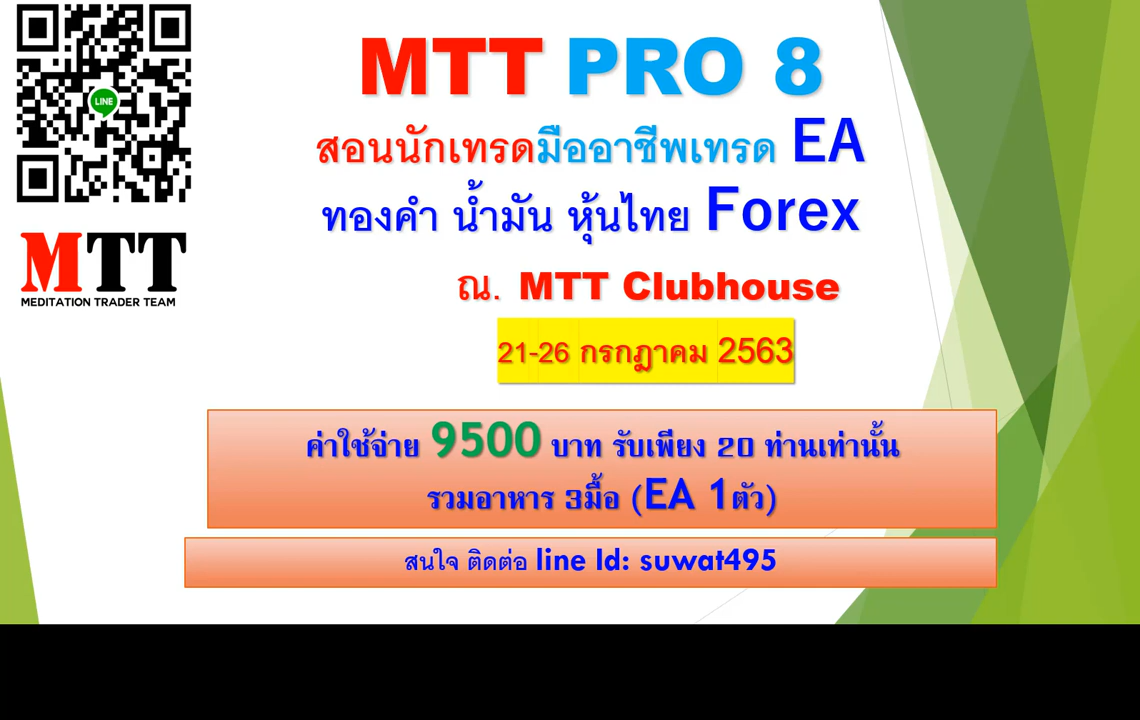 LINE
MTT
MEDITATION TRADER TEAM
MTT PRO 8
สอนนักเทรดมืออาชีพเทรด EA
ทองคำ น้ำมัน หุ้นไทย Forex
ณ. MTT Clubhouse
21-26 กรกฎาคม 2563
ค่าใช้จ่าย 9500 บาท รับเพียง 20 ท่านเท่านั้น
รวมอาหาร 3มื้อ (EA 1ตัว)
สนใจ ติดต่อ line Id: suwat495